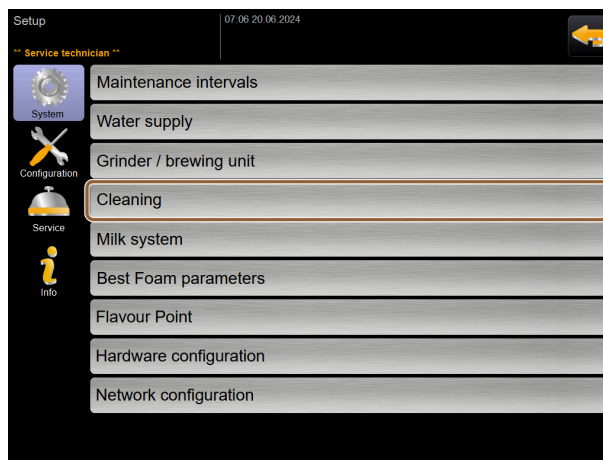 Setup
07:06 20.06.2024
** Service technician **
System
Configuration
Service
Info
Maintenance intervals
Water supply
Grinder / brewing unit
Cleaning
Milk system
Best Foam parameters
Flavour Point
Hardware configuration
Network configuration